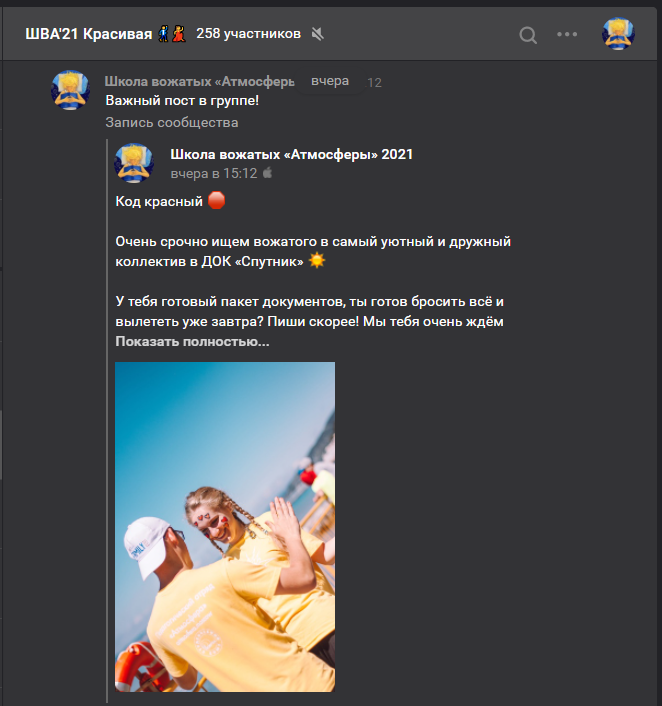 ШВА'21 Красивая 258 участников
Школа вожатых «Атмосферь вчера 12
Важный пост в группе!
Запись сообщества
Школа вожатых «Атмосферы» 2021
вчера в 15:12
Код красный
Очень срочно ищем вожатого в самый уютный и дружный
коллектив в ДОК «Спутник»
У тебя готовый пакет документов, ты готов бросить всё и
вылететь уже завтра? Пиши скорее! Мы тебя очень ждём
Показать полностью...